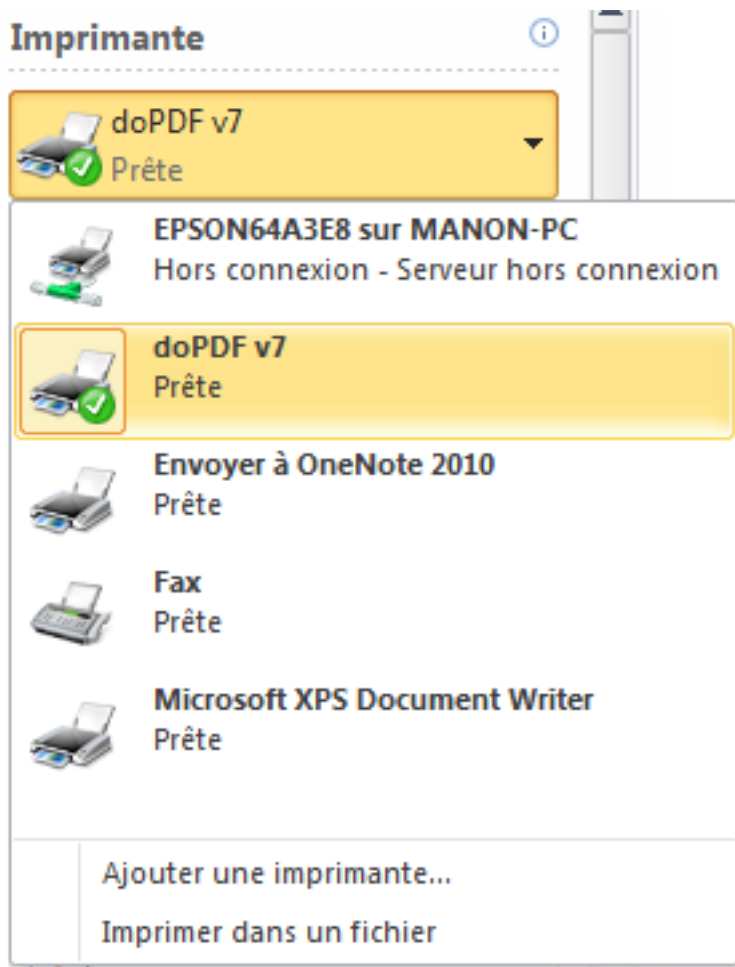 Imprimante
doPDF v7
Prête
EPSON64A3E8 sur MANON-PC
Hors connexion - Serveur hors connexion
doPDF v7
Prête
Envoyer à OneNote 2010
Prête
Fax
Prête
Microsoft XPS Document Writer
Prête
Ajouter une imprimante...
Imprimer dans un fichier